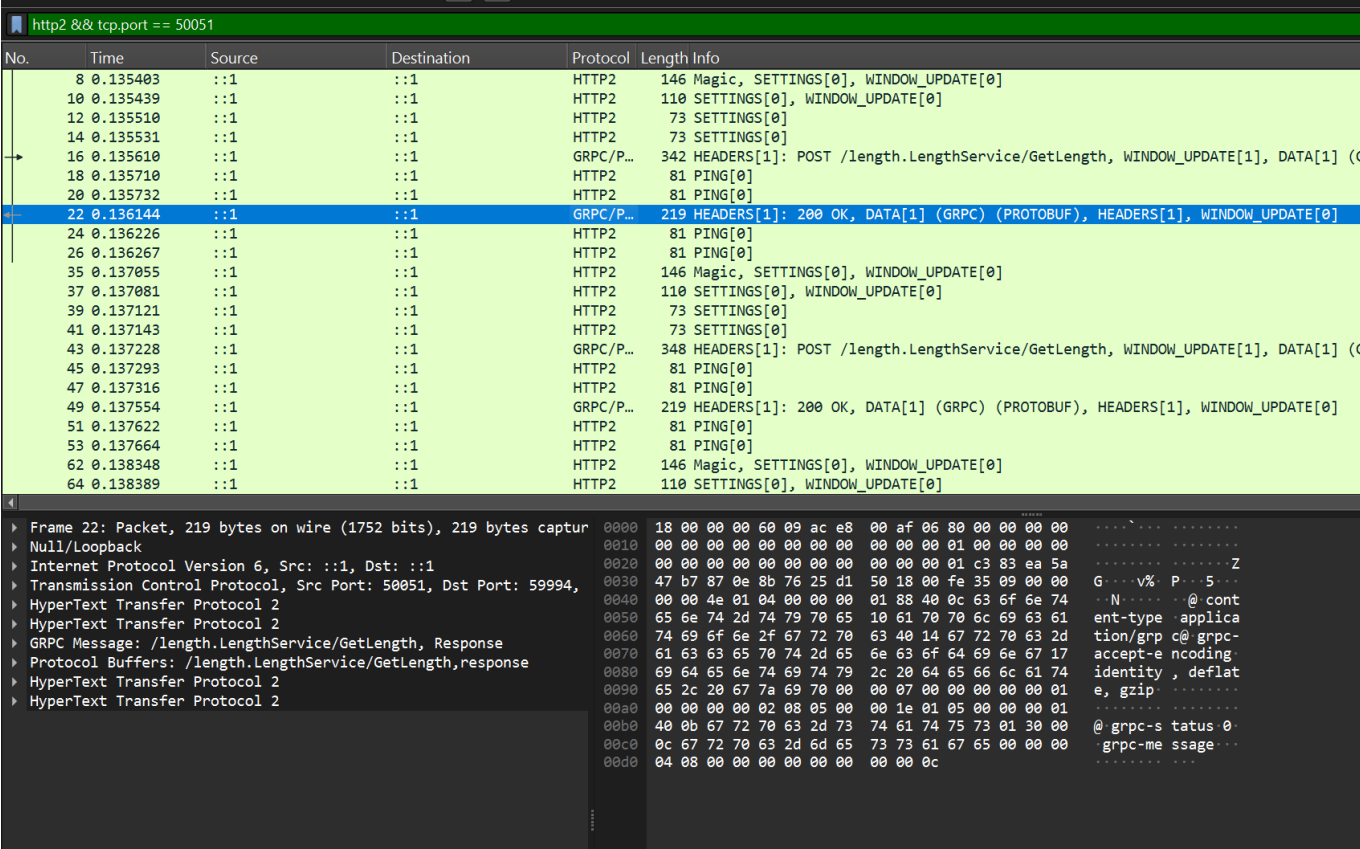 http2 && tcp.port == 50051
No. Time Source Destination Protocol Length Info
8 0.135403 ::1 ::1 HTTP2 146 Magic, SETTINGS[0], WINDOW_UPDATE[0]
10 0.135439 ::1 ::1 HTTP2 110 SETTINGS[0], WINDOW_UPDATE[0]
12 0.135510 ::1 ::1 HTTP2 73 SETTINGS[0]
14 0.135531 ::1 ::1 HTTP2 73 SETTINGS[0]
16 0.135610 ::1 ::1 GRPC/P… 342 HEADERS[1]: POST /length.LengthService/GetLength, WINDOW_UPDATE[1], DATA[1] (G
18 0.135710 ::1 ::1 HTTP2 81 PING[0]
20 0.135732 ::1 ::1 HTTP2 81 PING[0]
22 0.136144 ::1 ::1 GRPC/P… 219 HEADERS[1]: 200 OK, DATA[1] (GRPC) (PROTOBUF), HEADERS[1], WINDOW_UPDATE[0]
24 0.136226 ::1 ::1 HTTP2 81 PING[0]
26 0.136267 ::1 ::1 HTTP2 81 PING[0]
35 0.137055 ::1 ::1 HTTP2 146 Magic, SETTINGS[0], WINDOW_UPDATE[0]
37 0.137081 ::1 ::1 HTTP2 110 SETTINGS[0], WINDOW_UPDATE[0]
39 0.137121 ::1 ::1 HTTP2 73 SETTINGS[0]
41 0.137143 ::1 ::1 HTTP2 73 SETTINGS[0]
43 0.137228 ::1 ::1 GRPC/P… 348 HEADERS[1]: POST /length.LengthService/GetLength, WINDOW_UPDATE[1], DATA[1] (G
45 0.137293 ::1 ::1 HTTP2 81 PING[0]
47 0.137316 ::1 ::1 HTTP2 81 PING[0]
49 0.137554 ::1 ::1 GRPC/P… 219 HEADERS[1]: 200 OK, DATA[1] (GRPC) (PROTOBUF), HEADERS[1], WINDOW_UPDATE[0]
51 0.137622 ::1 ::1 HTTP2 81 PING[0]
53 0.137664 ::1 ::1 HTTP2 81 PING[0]
62 0.138348 ::1 ::1 HTTP2 146 Magic, SETTINGS[0], WINDOW_UPDATE[0]
64 0.138389 ::1 ::1 HTTP2 110 SETTINGS[0], WINDOW_UPDATE[0]
Frame 22: Packet, 219 bytes on wire (1752 bits), 219 bytes captur
Null/Loopback
Internet Protocol Version 6, Src: ::1, Dst: ::1
Transmission Control Protocol, Src Port: 50051, Dst Port: 59994,
HyperText Transfer Protocol 2
HyperText Transfer Protocol 2
GRPC Message: /length.LengthService/GetLength, Response
Protocol Buffers: /length.LengthService/GetLength,response
HyperText Transfer Protocol 2
HyperText Transfer Protocol 2
0000 18 00 00 00 60 09 ac e8 00 af 06 80 00 00 00 00 ····`··· ········
0010 00 00 00 00 00 00 00 00 00 00 00 01 00 00 00 00 ········ ········
0020 00 00 00 00 00 00 00 00 00 00 00 01 c3 83 ea 5a ········ ·······Z
0030 47 b7 87 0e 8b 76 25 d1 50 18 00 fe 35 09 00 00 G····v%· P···5···
0040 00 00 4e 01 04 00 00 00 01 88 40 0c 63 6f 6e 74 ··N····· ··@·cont
0050 65 6e 74 2d 74 79 70 65 10 61 70 70 6c 69 63 61 ent-type ·applica
0060 74 69 6f 6e 2f 67 72 70 63 40 14 67 72 70 63 2d tion/grp c@·grpc-
0070 61 63 63 65 70 74 2d 65 6e 63 6f 64 69 6e 67 17 accept-e ncoding·
0080 69 64 65 6e 74 69 74 79 2c 20 64 65 66 6c 61 74 identity , deflat
0090 65 2c 20 67 7a 69 70 00 00 07 00 00 00 00 00 01 e, gzip· ········
00a0 00 00 00 00 02 08 05 00 00 1e 01 05 00 00 00 01 ········ ········
00b0 40 0b 67 72 70 63 2d 73 74 61 74 75 73 01 30 00 @·grpc-s tatus·0·
00c0 0c 67 72 70 63 2d 6d 65 73 73 61 67 65 00 00 00 ·grpc-me ssage···
00d0 04 08 00 00 00 00 00 00 00 00 0c ········ ···